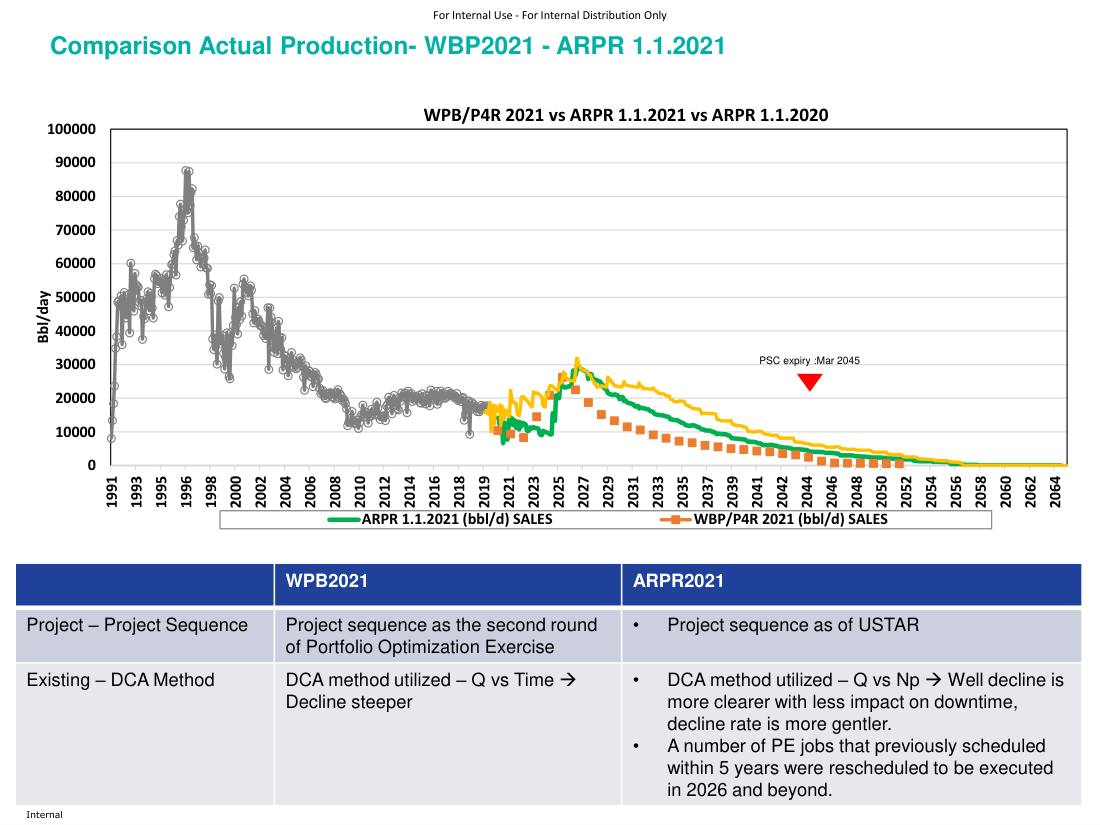 For Internal Use - For Internal Distribution Only
Comparison Actual Production- WBP2021 - ARPR 1.1.2021
WPB/P4R 2021 vs ARPR 1.1.2021 vs ARPR 1.1.2020
Bbl/day
100000
90000
80000
70000
60000
50000
40000
30000
20000
10000
0
PSC expiry :Mar 2045
1991 1993 1995 1996 1998 2000 2002 2004 2006 2008 2010 2012 2014 2016 2018 2019 2021 2023 2025 2027 2029 2031 2033 2035 2037 2039 2041 2042 2044 2046 2048 2050 2052 2054 2056 2058 2060 2062 2064
ARPR 1.1.2021 (bbl/d) SALES WBP/P4R 2021 (bbl/d) SALES
WPB2021 ARPR2021
Project – Project Sequence
Project sequence as the second round
of Portfolio Optimization Exercise
• Project sequence as of USTAR
Existing – DCA Method
DCA method utilized – Q vs Time →
Decline steeper
• DCA method utilized – Q vs Np → Well decline is
more clearer with less impact on downtime,
decline rate is more gentler.
• A number of PE jobs that previously scheduled
within 5 years were rescheduled to be executed
in 2026 and beyond.
Internal